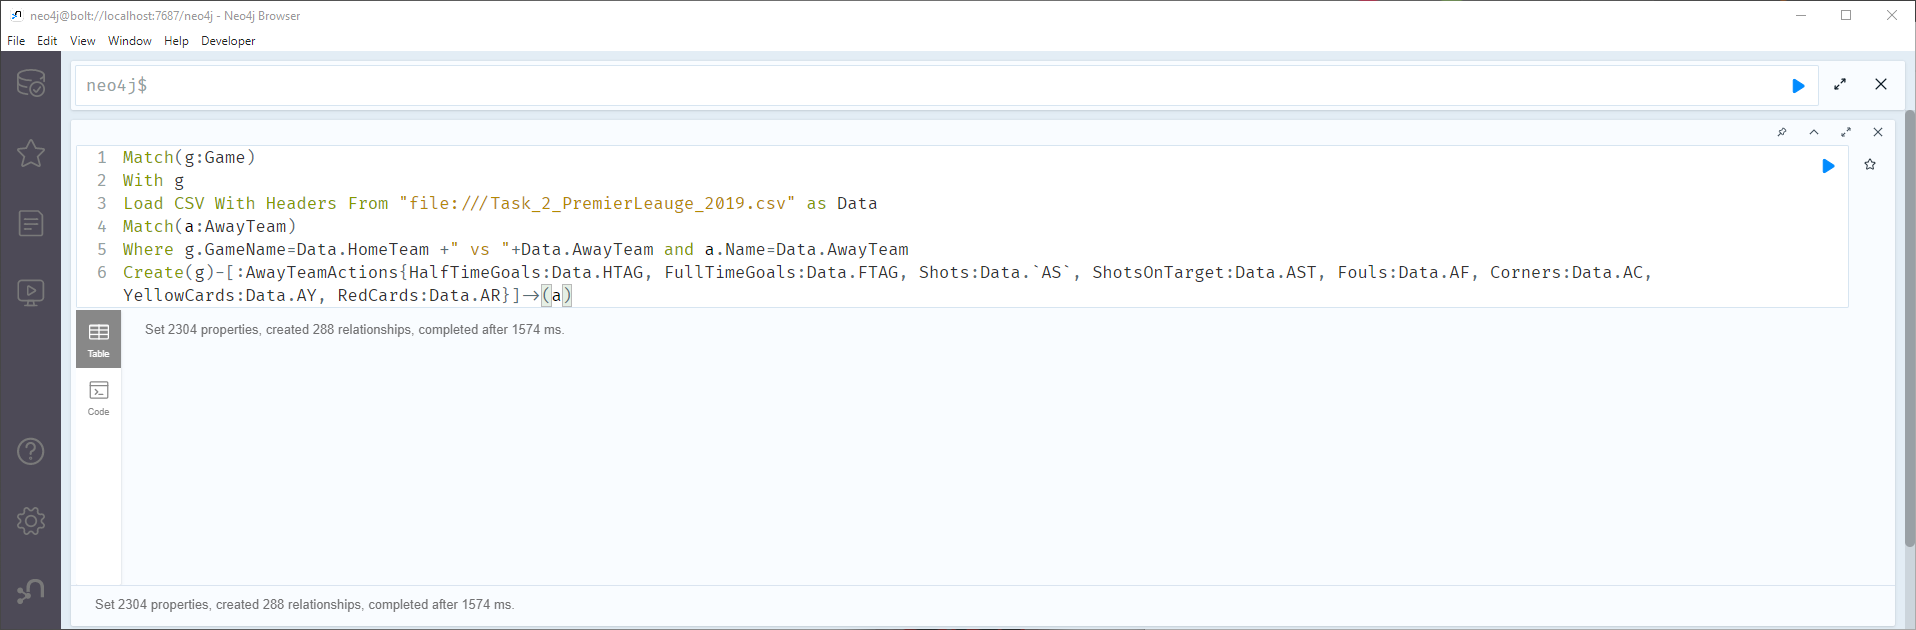 neo4j@bolt://localhost:7687/neo4j - Neo4j Browser
File Edit View Window Help Developer
neo4j$
1 Match(g:Game)
2 With g
3 Load CSV With Headers From "file:///Task_2_PremierLeauge_2019.csv" as Data
4 Match(a:AwayTeam)
5 Where g.GameName=Data.HomeTeam +" vs "+Data.AwayTeam and a.Name=Data.AwayTeam
6 Create(g)-[:AwayTeamActions{HalfTimeGoals:Data.HTAG, FullTimeGoals:Data.FTAG, Shots:Data.`AS`, ShotsOnTarget:Data.AST, Fouls:Data.AF, Corners:Data.AC,
YellowCards:Data.AY, RedCards:Data.AR}]->(a)
Set 2304 properties, created 288 relationships, completed after 1574 ms.
Table
Code
Set 2304 properties, created 288 relationships, completed after 1574 ms.